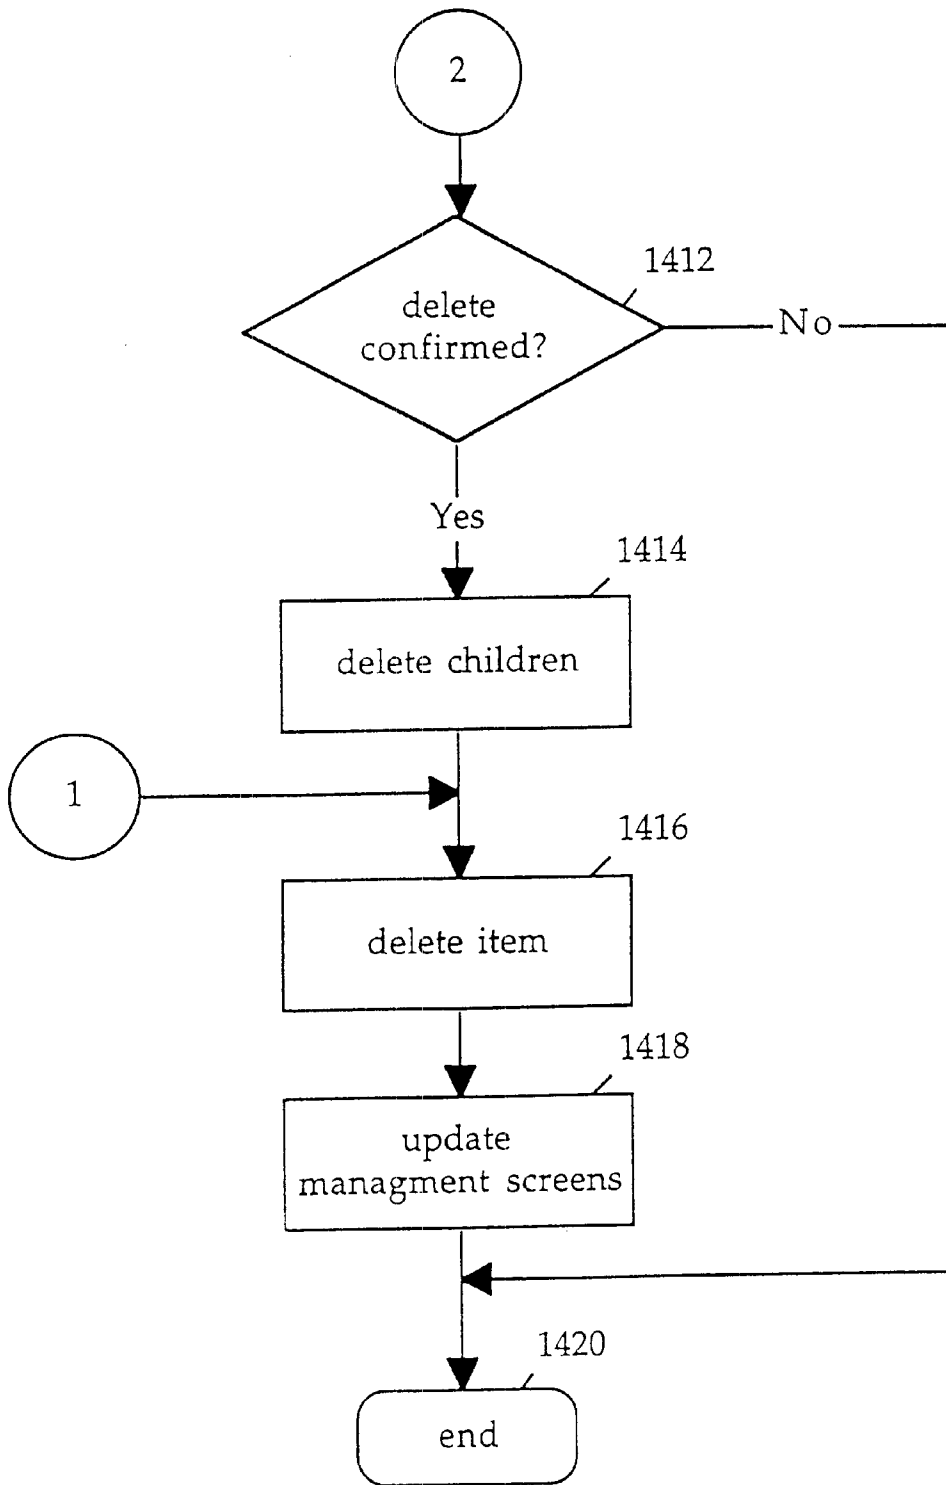 2
1412
delete
confirmed?
No
Yes
1414
delete children
1
1416
delete item
1418
update
managment screens
1420
end